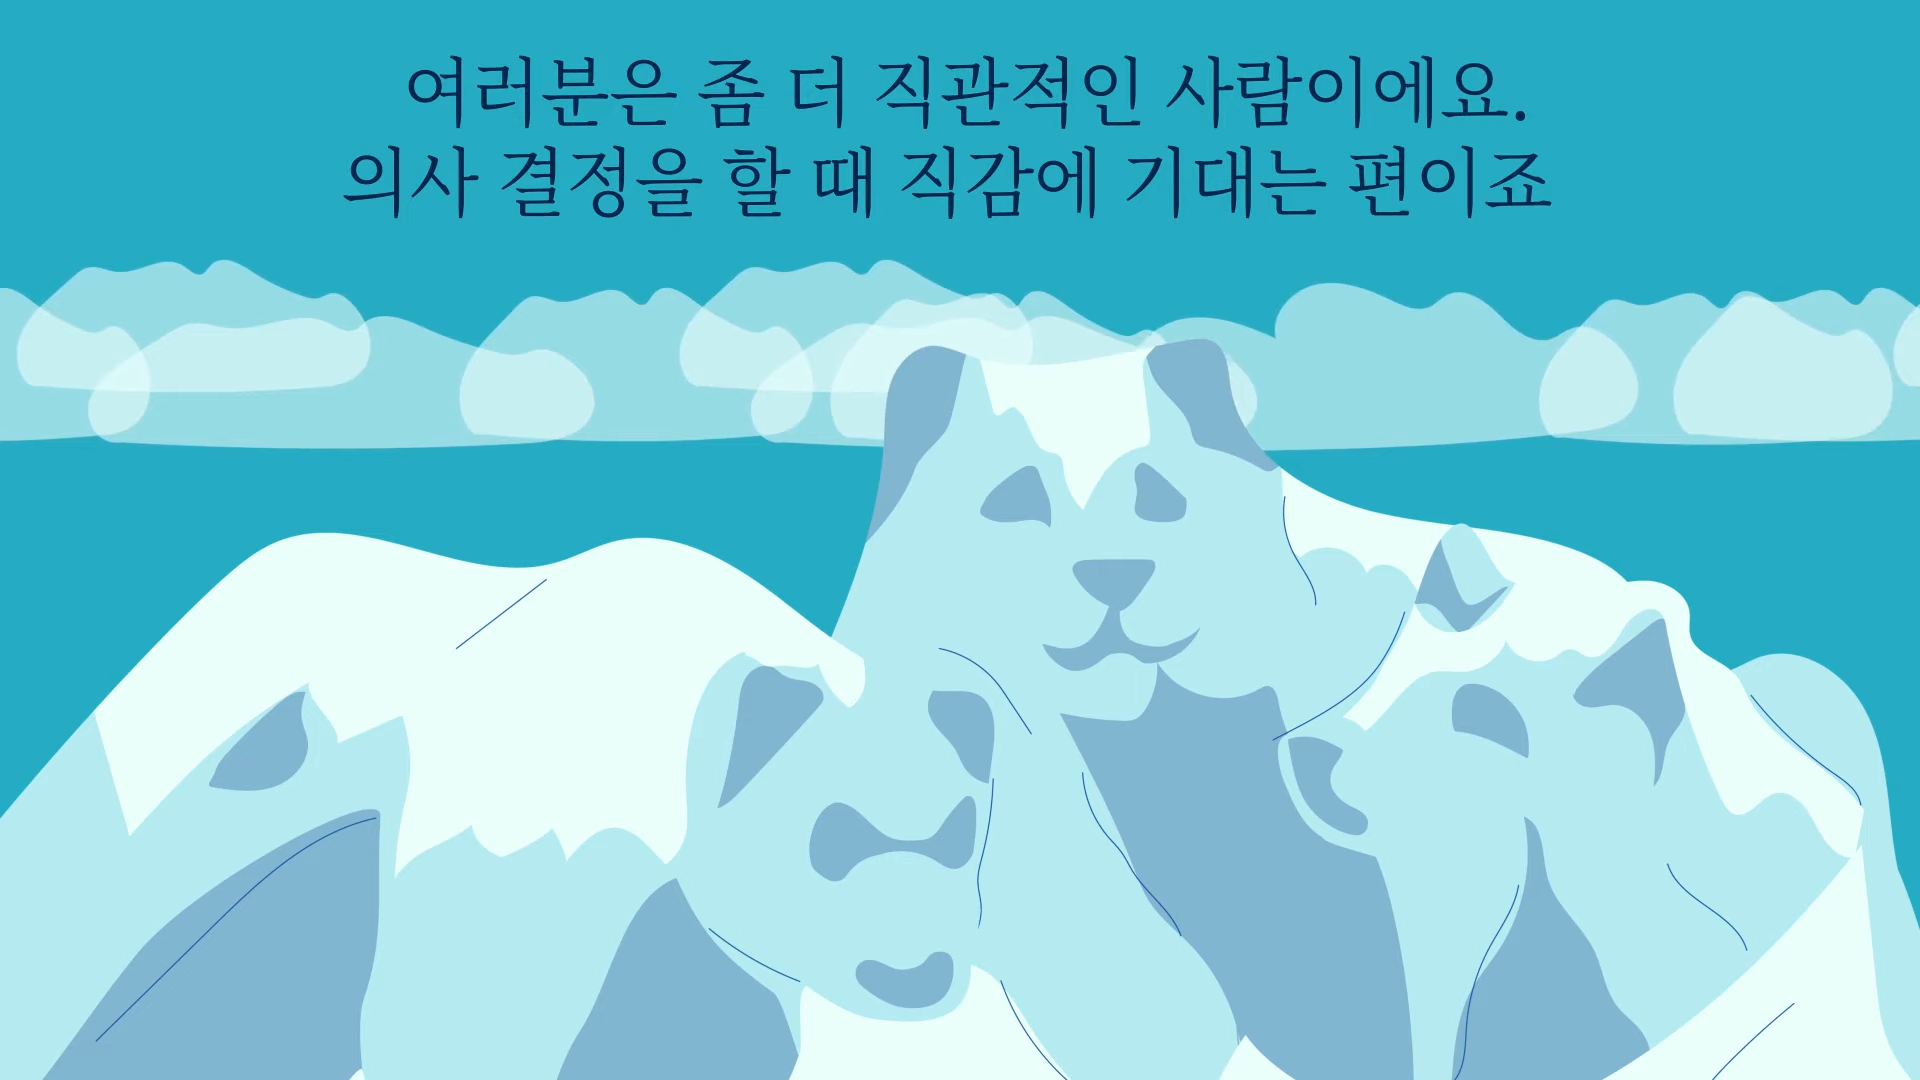 여러분은 좀 더 직관적인 사람이에요.
의사 결정을 할 때 직감에 기대는 편이죠